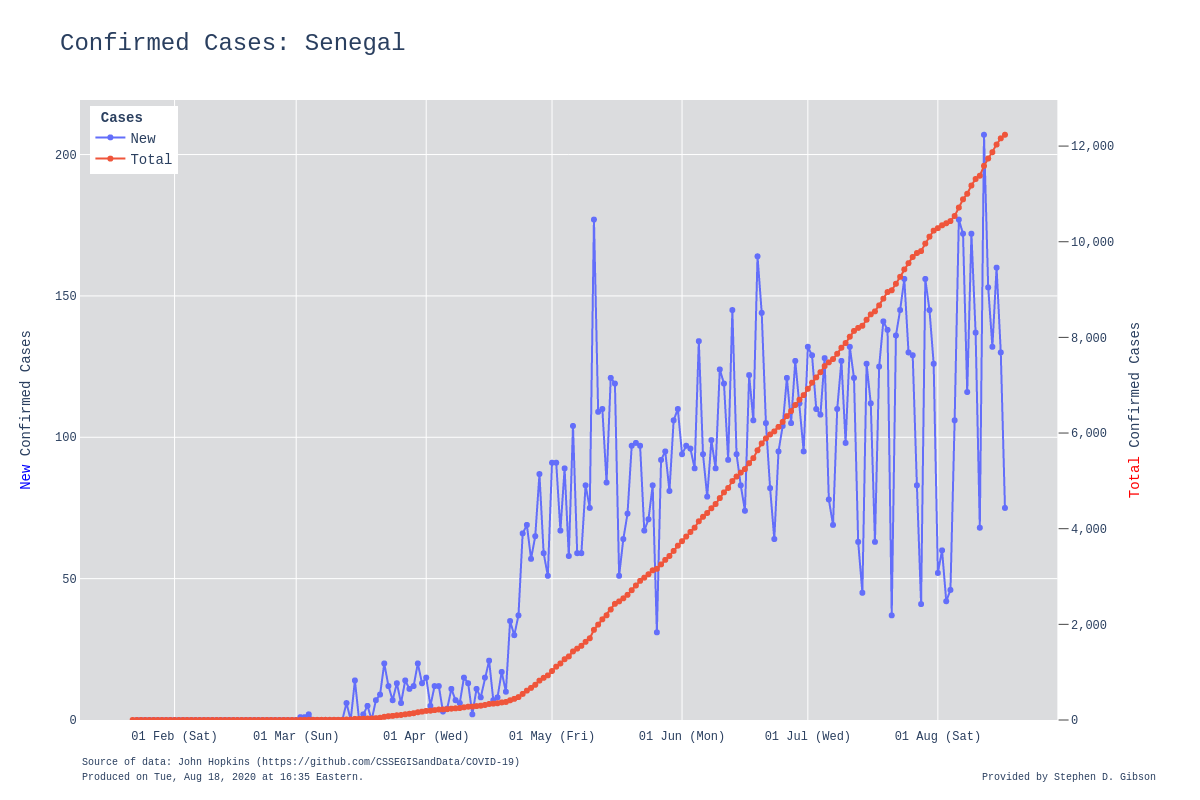 Confirmed Cases: Senegal
Cases
New
Total
200
150
100
50
0
12,000
10,000
8,000
6,000
4,000
2,000
0
New Confirmed Cases
Total Confirmed Cases
01 Feb (Sat)
01 Mar (Sun)
01 Apr (Wed)
01 May (Fri)
01 Jun (Mon)
01 Jul (Wed)
01 Aug (Sat)
Source of data: John Hopkins (https://github.com/CSSEGISandData/COVID-19)
Produced on Tue, Aug 18, 2020 at 16:35 Eastern.
Provided by Stephen D. Gibson